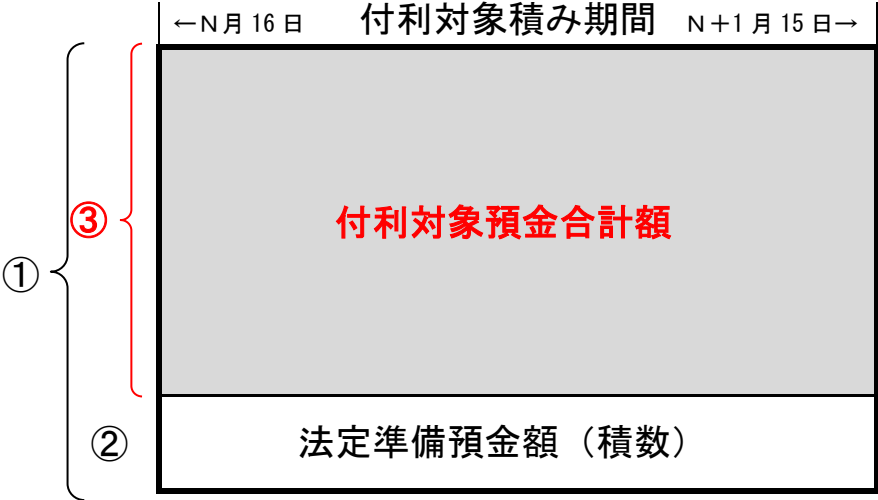 ←N月16日 付利対象積み期間 N+1月15日→
③ 付利対象預金合計額
①
② 法定準備預金額（積数）